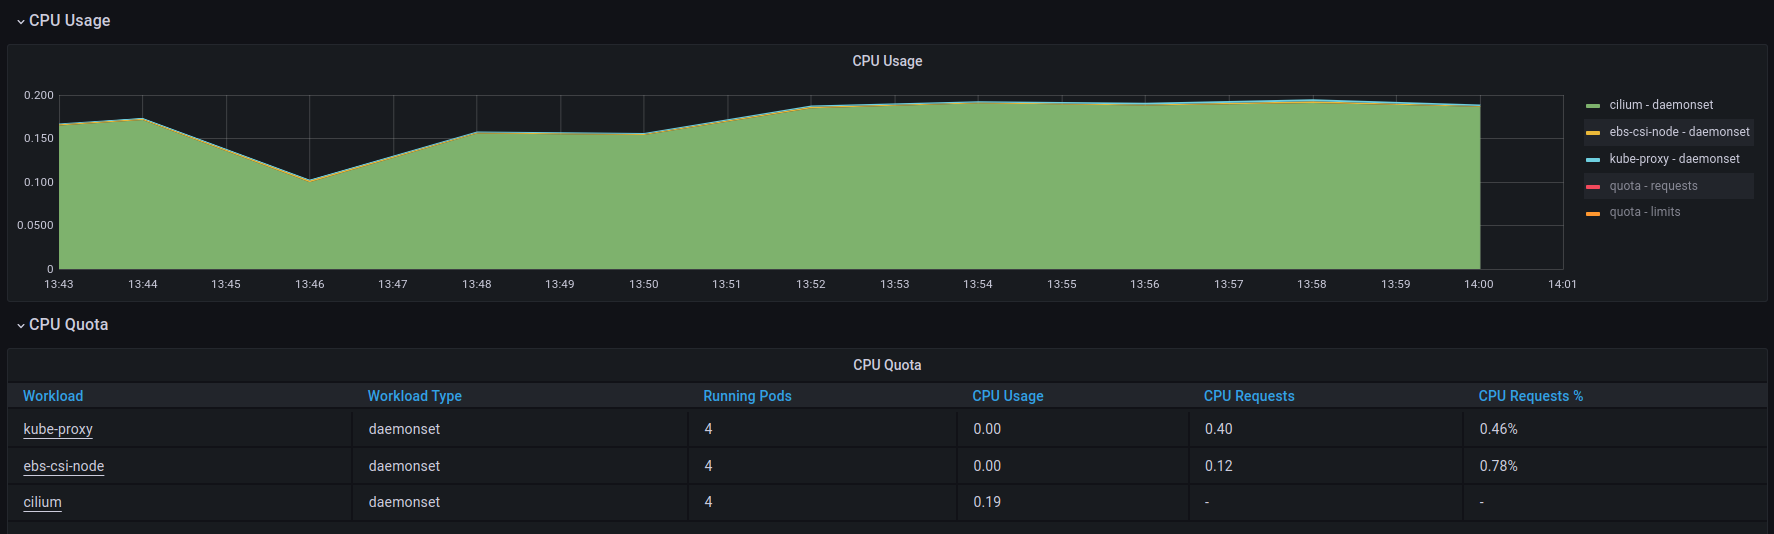 CPU Usage
CPU Usage
0.200
0.150
0.100
0.0500
0
13:43 13:44 13:45 13:46 13:47 13:48 13:49 13:50 13:51 13:52 13:53 13:54 13:55 13:56 13:57 13:58 13:59 14:00 14:01
cilium - daemonset
ebs-csi-node - daemonset
kube-proxy - daemonset
quota - requests
quota - limits
CPU Quota
CPU Quota
Workload Workload Type Running Pods CPU Usage CPU Requests CPU Requests %
kube-proxy daemonset 4 0.00 0.40 0.46%
ebs-csi-node daemonset 4 0.00 0.12 0.78%
cilium daemonset 4 0.19 - -